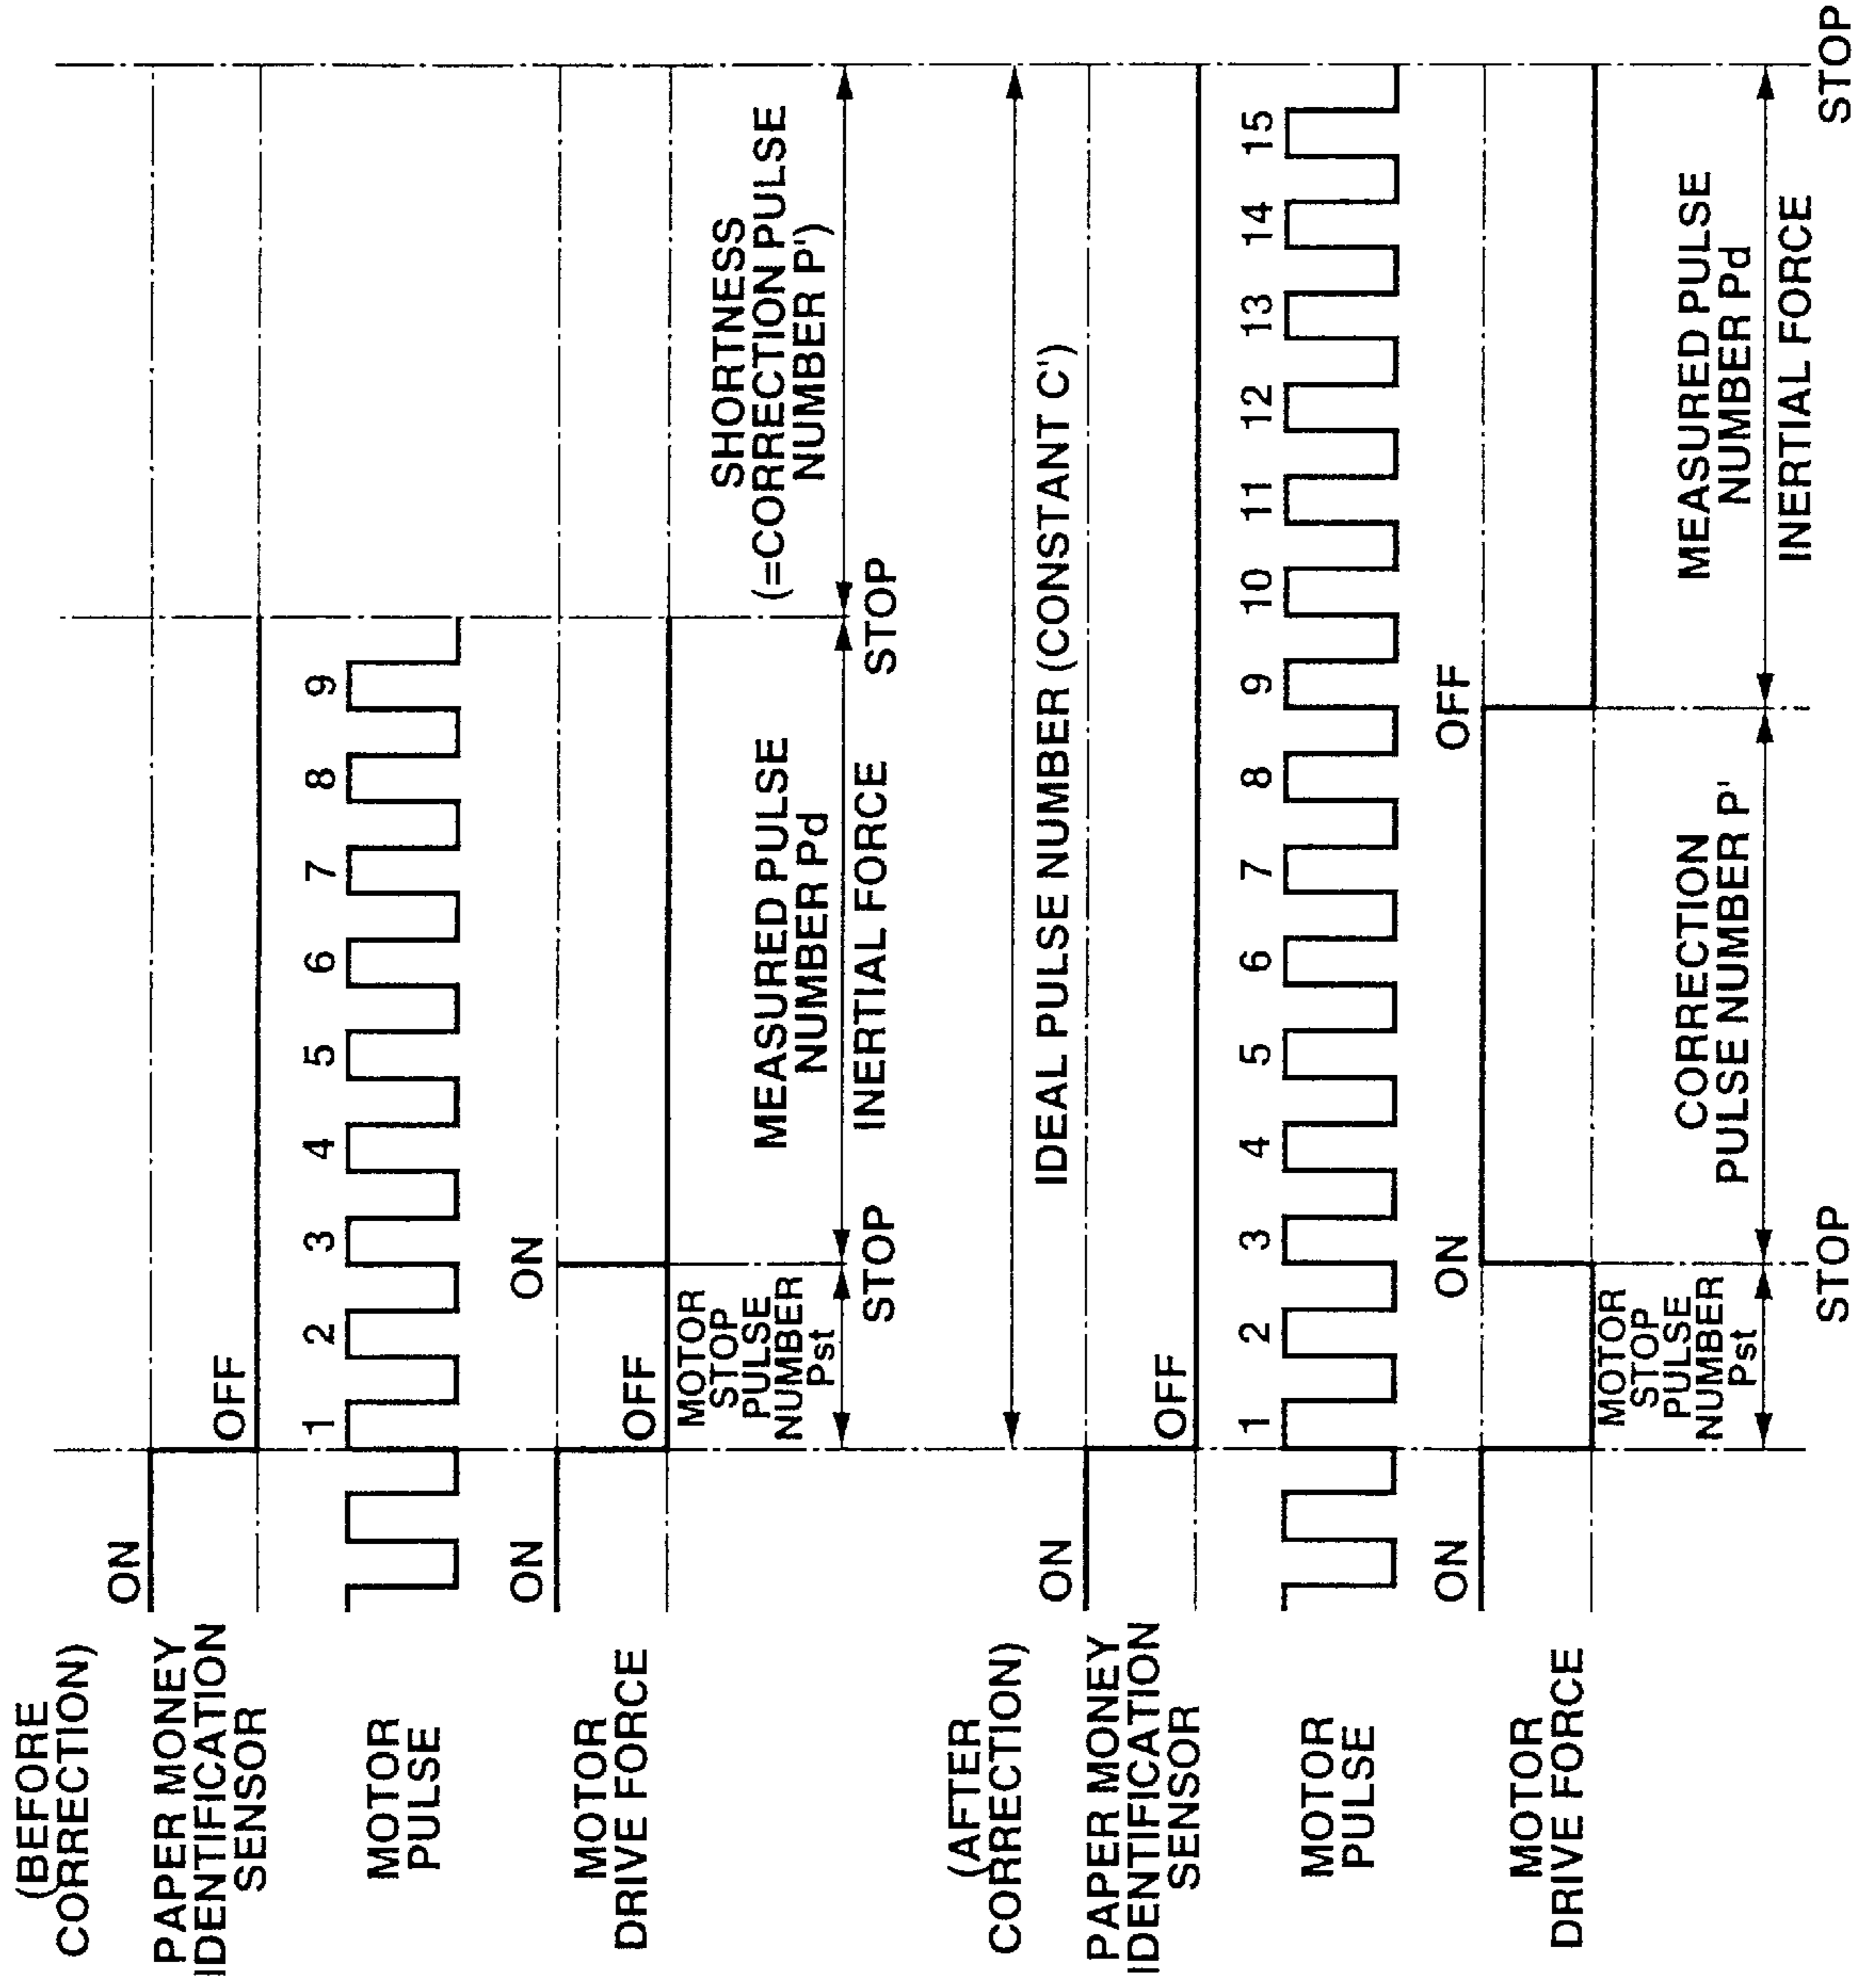 (BEFORE
CORRECTION)
PAPER MONEY
IDENTIFICATION
SENSOR
ON
OFF
MOTOR
PULSE
1 2 3 4 5 6 7 8 9
MOTOR
DRIVE FORCE
ON
OFF
ON
MOTOR
STOP
PULSE
NUMBER
Pst
STOP
MEASURED PULSE
NUMBER Pd
INERTIAL FORCE
STOP
SHORTNESS
(=CORRECTION PULSE
NUMBER P')
(AFTER
CORRECTION)
IDEAL PULSE NUMBER (CONSTANT C')
PAPER MONEY
IDENTIFICATION
SENSOR
ON
OFF
MOTOR
PULSE
1 2 3 4 5 6 7 8 9 10 11 12 13 14 15
MOTOR
DRIVE FORCE
ON
ON
OFF
MOTOR
STOP
PULSE
NUMBER
Pst
STOP
CORRECTION
PULSE NUMBER P'
MEASURED PULSE
NUMBER Pd
INERTIAL FORCE
STOP